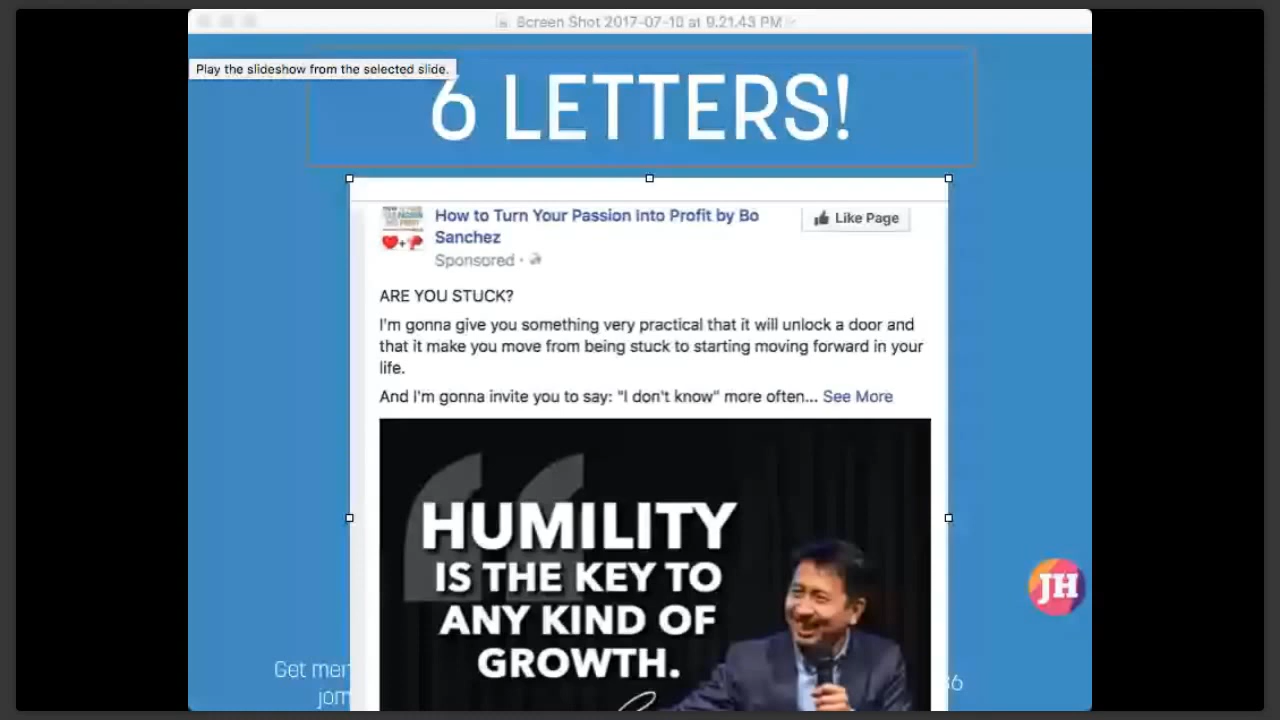 Screen Shot 2017-07-10 at 9.21.43 PM
Play the slideshow from the selected slide.
6 LETTERS!
How to Turn Your Passion Into Profit by Bo
Sanchez
Like Page
Sponsored ·
ARE YOU STUCK?
I'm gonna give you something very practical that it will unlock a door and
that it make you move from being stuck to starting moving forward in your
life.
And I'm gonna invite you to say: "I don't know" more often... See More
HUMILITY
IS THE KEY TO
ANY KIND OF
GROWTH.
JH
Get mer
jom